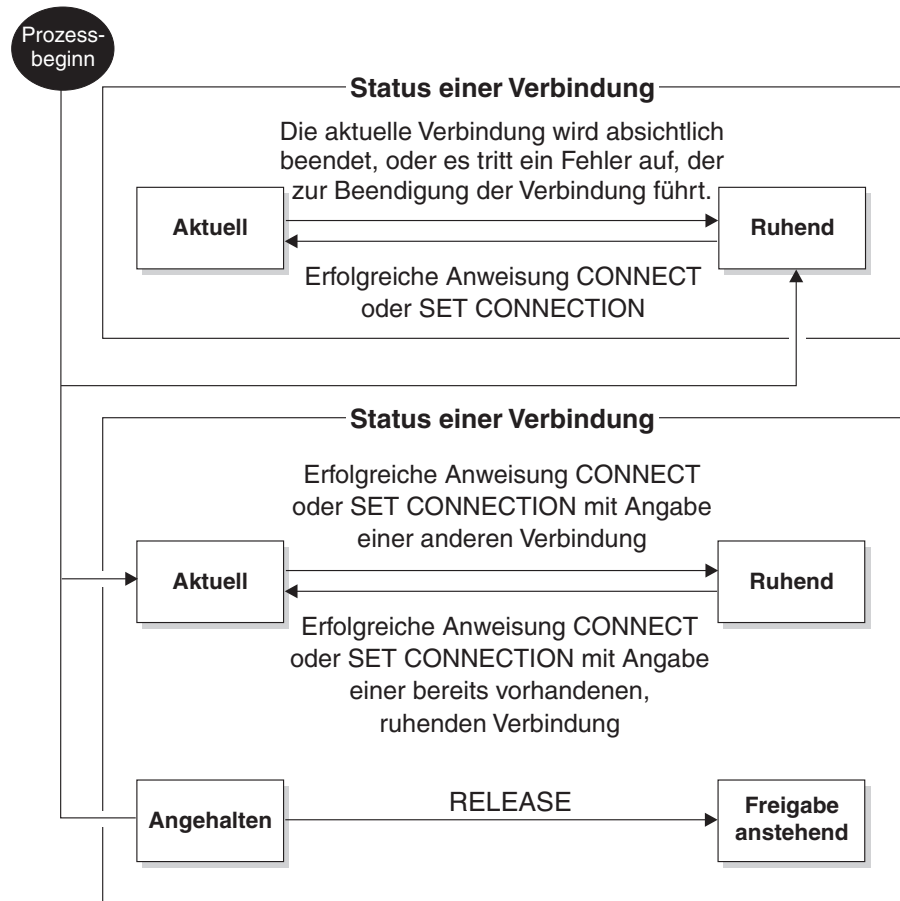 Prozess-
beginn
Status einer Verbindung
Die aktuelle Verbindung wird absichtlich
beendet, oder es tritt ein Fehler auf, der
zur Beendigung der Verbindung führt.
Aktuell
Ruhend
Erfolgreiche Anweisung CONNECT
oder SET CONNECTION
Status einer Verbindung
Erfolgreiche Anweisung CONNECT
oder SET CONNECTION mit Angabe
einer anderen Verbindung
Aktuell
Ruhend
Erfolgreiche Anweisung CONNECT
oder SET CONNECTION mit Angabe
einer bereits vorhandenen,
ruhenden Verbindung
Angehalten
RELEASE
Freigabe
anstehend